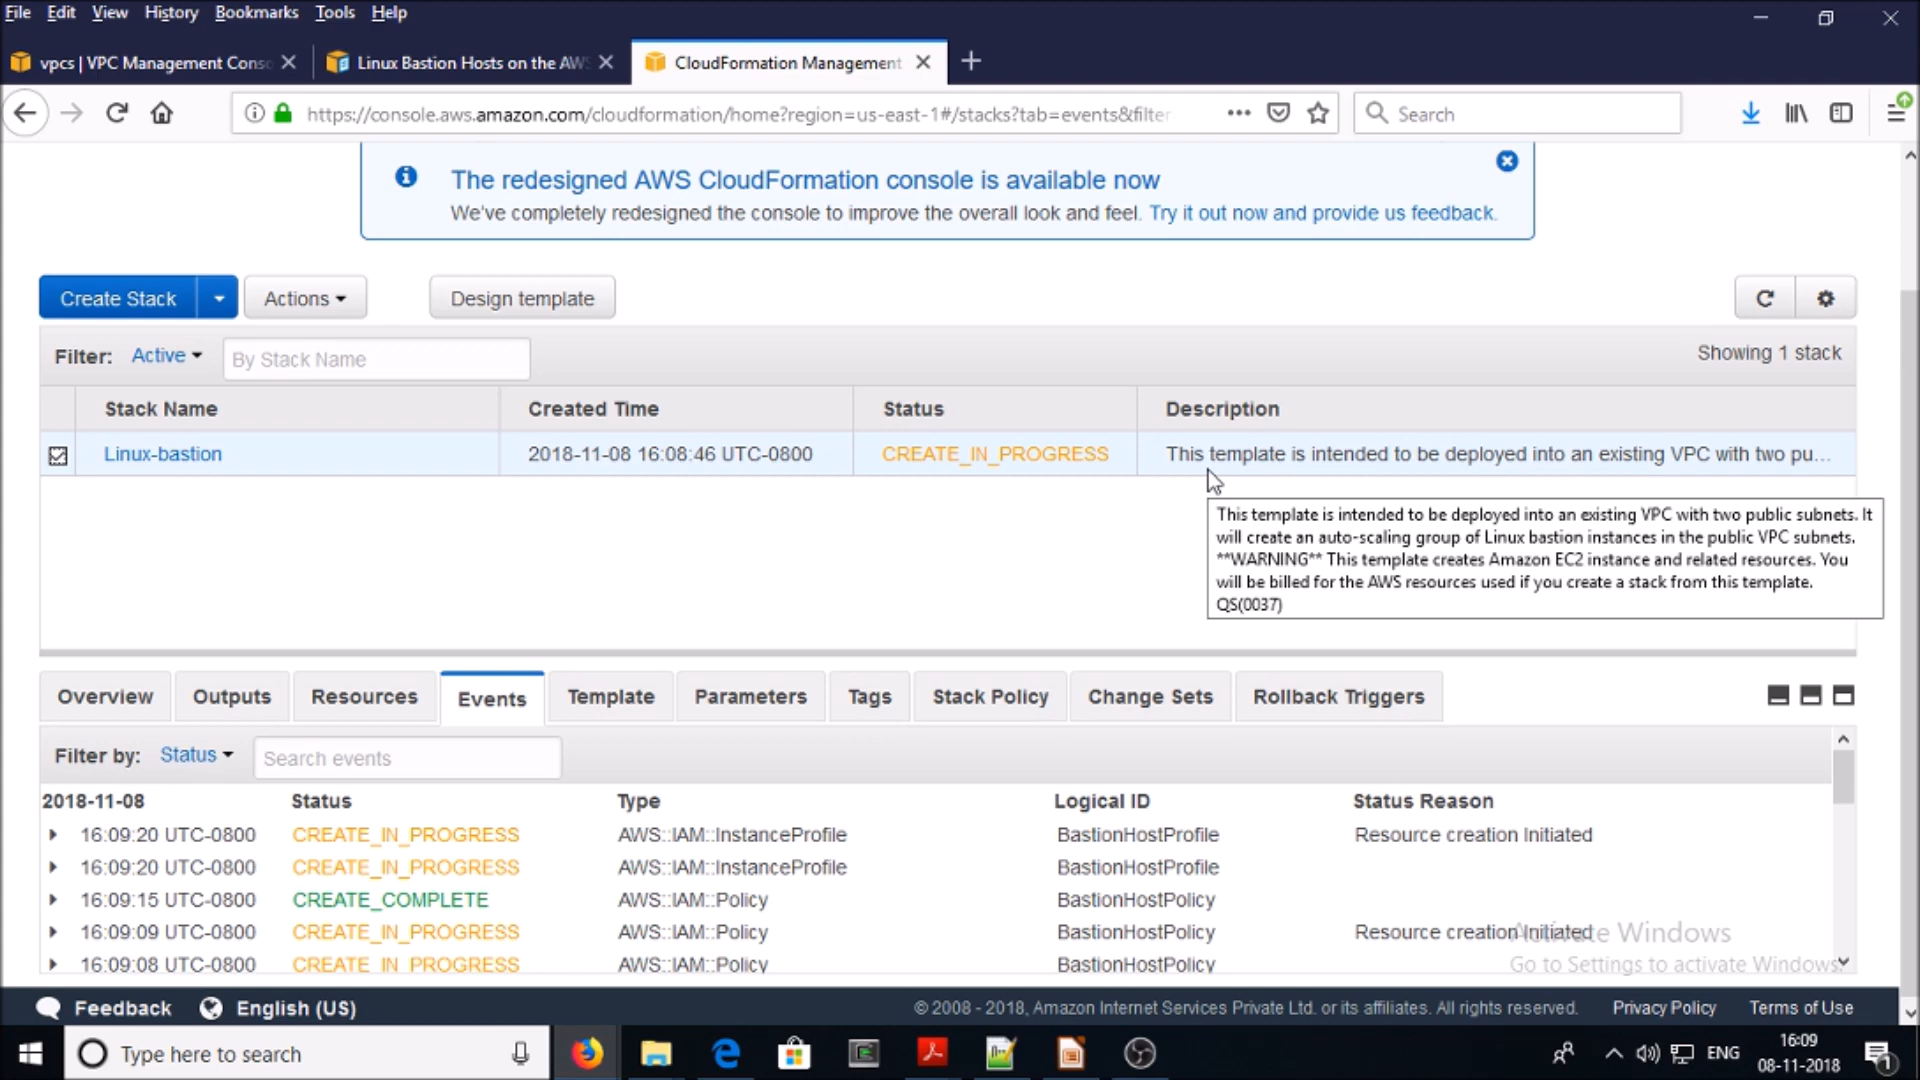 File Edit View History Bookmarks Tools Help
vpcs | VPC Management Conso
Linux Bastion Hosts on the AWS
CloudFormation Management
https://console.aws.amazon.com/cloudformation/home?region=us-east-1#/stacks?tab=events&filter
Search
The redesigned AWS CloudFormation console is available now
We've completely redesigned the console to improve the overall look and feel. Try it out now and provide us feedback.
Create Stack Actions Design template
Filter: Active By Stack Name Showing 1 stack
Stack Name Created Time Status Description
Linux-bastion 2018-11-08 16:08:46 UTC-0800 CREATE_IN_PROGRESS This template is intended to be deployed into an existing VPC with two pu...
This template is intended to be deployed into an existing VPC with two public subnets. It
will create an auto-scaling group of Linux bastion instances in the public VPC subnets.
**WARNING** This template creates Amazon EC2 instance and related resources. You
will be billed for the AWS resources used if you create a stack from this template.
QS(0037)
Overview Outputs Resources Events Template Parameters Tags Stack Policy Change Sets Rollback Triggers
Filter by: Status Search events
2018-11-08 Status Type Logical ID Status Reason
16:09:20 UTC-0800 CREATE_IN_PROGRESS AWS::IAM::InstanceProfile BastionHostProfile Resource creation Initiated
16:09:20 UTC-0800 CREATE_IN_PROGRESS AWS::IAM::InstanceProfile BastionHostProfile
16:09:15 UTC-0800 CREATE_COMPLETE AWS::IAM::Policy BastionHostPolicy
16:09:09 UTC-0800 CREATE_IN_PROGRESS AWS::IAM::Policy BastionHostPolicy Resource creation Initiated
16:09:08 UTC-0800 CREATE_IN_PROGRESS AWS::IAM::Policy BastionHostPolicy
Activate Windows
Go to Settings to activate Windows.
Feedback English (US) © 2008 - 2018, Amazon Internet Services Private Ltd. or its affiliates. All rights reserved. Privacy Policy Terms of Use
Type here to search
ENG
16:09
08-11-2018
1